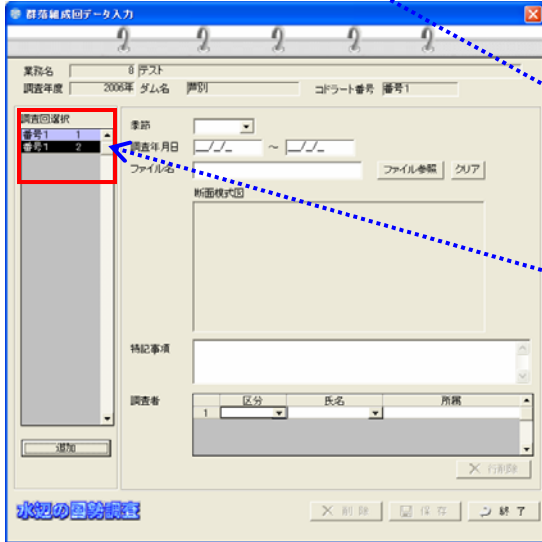 群落組成回データ入力
業務名 8 テスト
調査年度 2006年 ダム名 芦別 コドラート番号 番号1
調査回選択
番号1 1
番号1 2
追加
季節
調査年月日 __/_/_ ～ __/_/_
ファイル名 ファイル参照 クリア
断面模式図
特記事項
調査者 区分 氏名 所属
1
行削除
水辺の国勢調査
削除 保存 終了